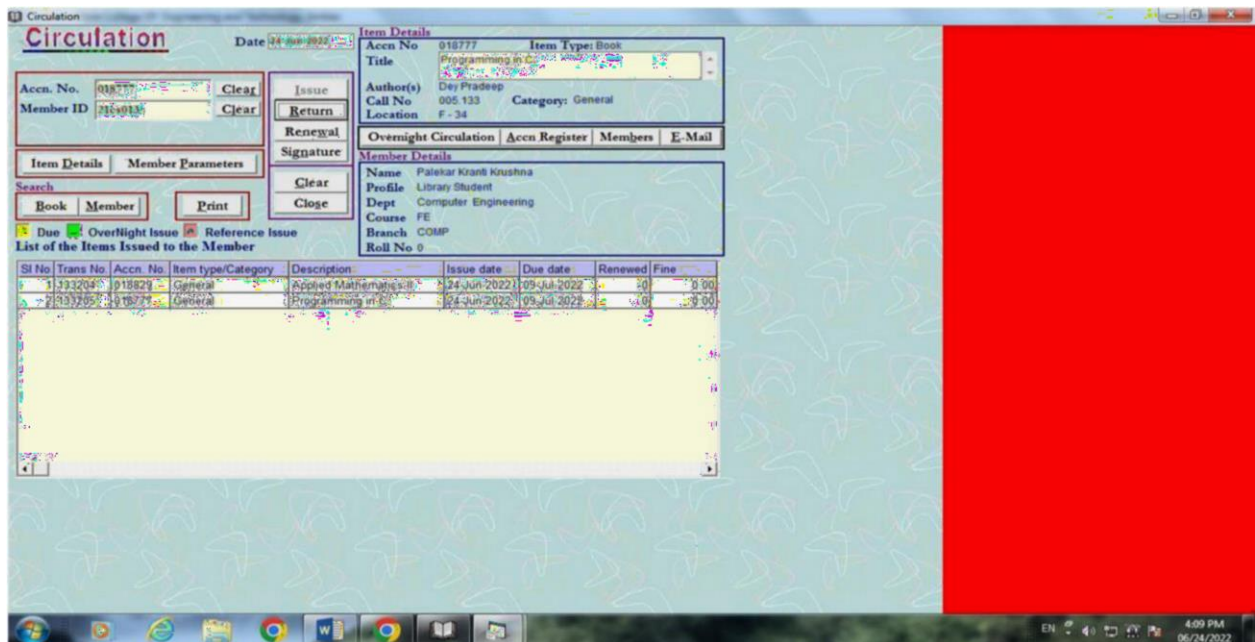 Circulation
Circulation
Date 24-Jun-2022
Accn. No. 018777 Clear
Member ID Clear
Item Details Member Parameters
Search
Book Member Print
Due OverNight Issue Reference Issue
Issue
Return
Renewal
Signature
Clear
Close
Item Details
Accn No 018777 Item Type: Book
Title Programming in C
Author(s) Dey Pradeep
Call No 005.133 Category: General
Location F - 34
Overnight Circulation Accn Register Members E-Mail
Member Details
Name Palekar Kranti Krushna
Profile Library Student
Dept Computer Engineering
Course FE
Branch COMP
Roll No 0
List of the Items Issued to the Member
Sl No Trans No. Accn. No. Item type/Category Description Issue date Due date Renewed Fine
1 133204 018829 General Applied Mathematics-II 24-Jun-2022 09-Jul-2022 0 0.00
2 133205 018777 General Programming in C 24-Jun-2022 09-Jul-2022 0 0.00
EN 4:09 PM
06/24/2022